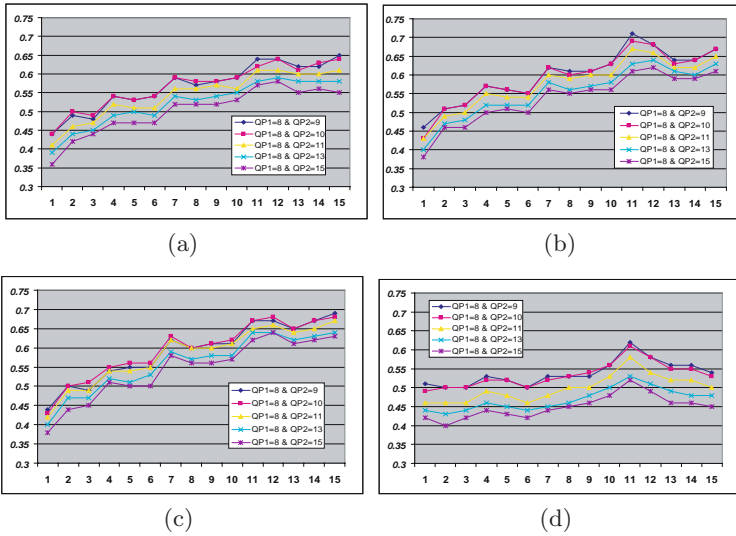 0.75
0.7
0.65
0.6
0.55
0.5
0.45
0.4
0.35
0.3
1 2 3 4 5 6 7 8 9 10 11 12 13 14 15
QP1=8 & QP2=9
QP1=8 & QP2=10
QP1=8 & QP2=11
QP1=8 & QP2=13
QP1=8 & QP2=15
(a)
0.75
0.7
0.65
0.6
0.55
0.5
0.45
0.4
0.35
0.3
1 2 3 4 5 6 7 8 9 10 11 12 13 14 15
QP1=8 & QP2=9
QP1=8 & QP2=10
QP1=8 & QP2=11
QP1=8 & QP2=13
QP1=8 & QP2=15
(b)
0.75
0.7
0.65
0.6
0.55
0.5
0.45
0.4
0.35
0.3
1 2 3 4 5 6 7 8 9 10 11 12 13 14 15
QP1=8 & QP2=9
QP1=8 & QP2=10
QP1=8 & QP2=11
QP1=8 & QP2=13
QP1=8 & QP2=15
(c)
0.75
0.7
0.65
0.6
0.55
0.5
0.45
0.4
0.35
0.3
1 2 3 4 5 6 7 8 9 10 11 12 13 14 15
QP1=8 & QP2=9
QP1=8 & QP2=10
QP1=8 & QP2=11
QP1=8 & QP2=13
QP1=8 & QP2=15
(d)